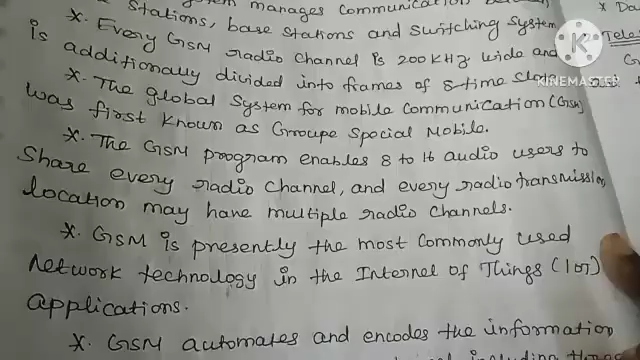 System manages communication
Stations, base stations and Switching System
*. Every GSM radio channel is 200 KHz wide and
is additionally divided into frames of 8-time
*. The global System for mobile communication (GSM)
was first known as Groupe Special Mobile.
*. The GSM program enables 8 to 16 audio users to
Share every radio channel, and every radio transmission
location may have multiple radio channels.
*. GSM is presently the most commonly used
network technology in the Internet of Things (IOT)
applications.
*. GSM automates and encodes the information
* Da
Tele
G
KINEMASTER